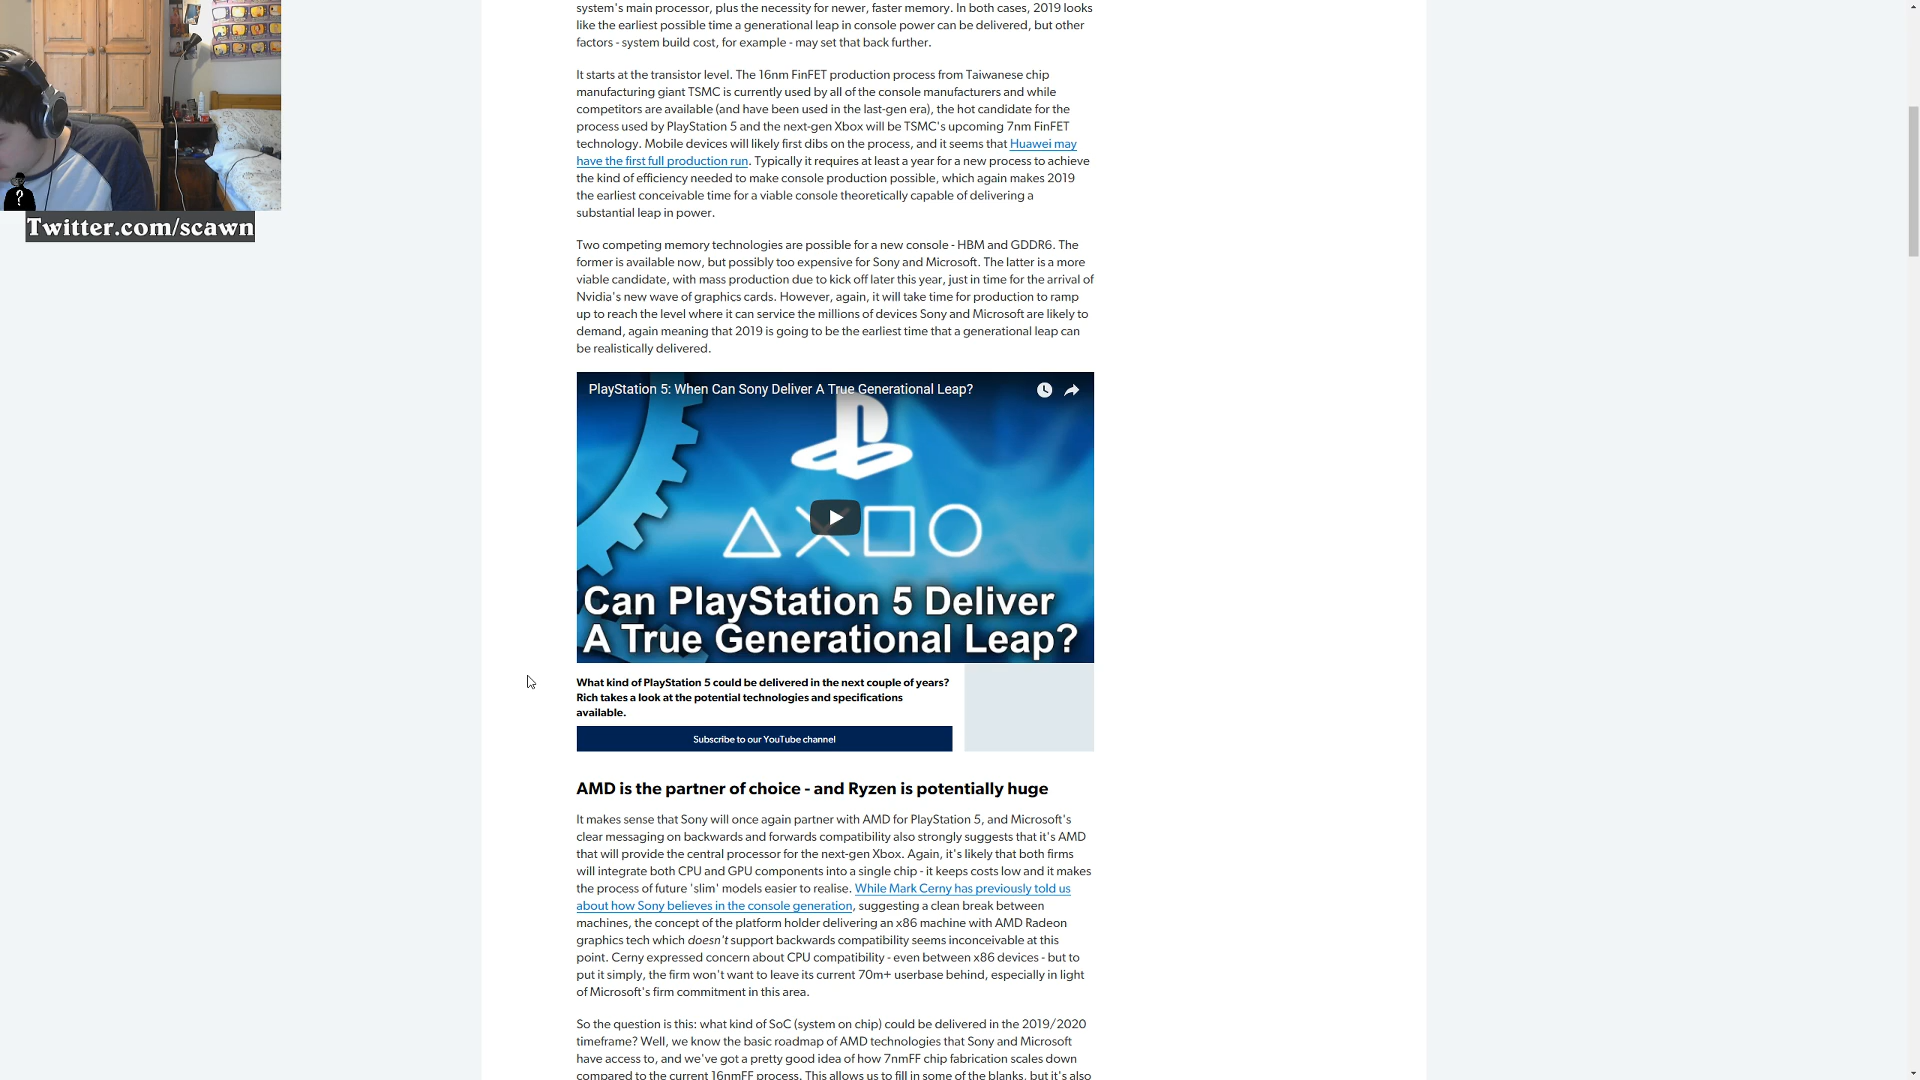 system's main processor, plus the necessity for newer, faster memory. In both cases, 2019 looks
like the earliest possible time a generational leap in console power can be delivered, but other
factors - system build cost, for example - may set that back further.
It starts at the transistor level. The 16nm FinFET production process from Taiwanese chip
manufacturing giant TSMC is currently used by all of the console manufacturers and while
competitors are available (and have been used in the last-gen era), the hot candidate for the
process used by PlayStation 5 and the next-gen Xbox will be TSMC's upcoming 7nm FinFET
technology. Mobile devices will likely first dibs on the process, and it seems that Huawei may
have the first full production run. Typically it requires at least a year for a new process to achieve
the kind of efficiency needed to make console production possible, which again makes 2019
the earliest conceivable time for a viable console theoretically capable of delivering a
substantial leap in power.
?
Twitter.com/scawn
Two competing memory technologies are possible for a new console - HBM and GDDR6. The
former is available now, but possibly too expensive for Sony and Microsoft. The latter is a more
viable candidate, with mass production due to kick off later this year, just in time for the arrival of
Nvidia's new wave of graphics cards. However, again, it will take time for production to ramp
up to reach the level where it can service the millions of devices Sony and Microsoft are likely to
demand, again meaning that 2019 is going to be the earliest time that a generational leap can
be realistically delivered.
PlayStation 5: When Can Sony Deliver A True Generational Leap?
Can PlayStation 5 Deliver
A True Generational Leap?
What kind of PlayStation 5 could be delivered in the next couple of years?
Rich takes a look at the potential technologies and specifications
available.
Subscribe to our YouTube channel
AMD is the partner of choice - and Ryzen is potentially huge
It makes sense that Sony will once again partner with AMD for PlayStation 5, and Microsoft's
clear messaging on backwards and forwards compatibility also strongly suggests that it's AMD
that will provide the central processor for the next-gen Xbox. Again, it's likely that both firms
will integrate both CPU and GPU components into a single chip - it keeps costs low and it makes
the process of future 'slim' models easier to realise. While Mark Cerny has previously told us
about how Sony believes in the console generation, suggesting a clean break between
machines, the concept of the platform holder delivering an x86 machine with AMD Radeon
graphics tech which doesn't support backwards compatibility seems inconceivable at this
point. Cerny expressed concern about CPU compatibility - even between x86 devices - but to
put it simply, the firm won't want to leave its current 70m+ userbase behind, especially in light
of Microsoft's firm commitment in this area.
So the question is this: what kind of SoC (system on chip) could be delivered in the 2019/2020
timeframe? Well, we know the basic roadmap of AMD technologies that Sony and Microsoft
have access to, and we've got a pretty good idea of how 7nmFF chip fabrication scales down
compared to the current 16nmFF process. This allows us to fill in some of the blanks, but it's also